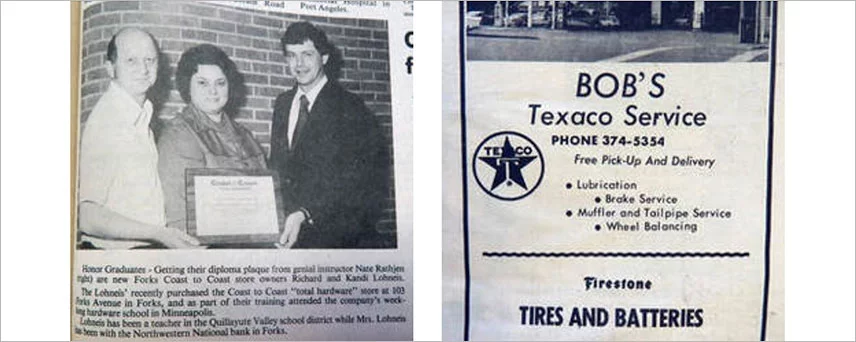 Road
Hospital in
Port Angeles.
Honor Graduates - Getting their diploma plaque from genial instructor Nate Rathjen
right) are new Forks Coast to Coast store owners Richard and Kandi Lohneis.
The Lohneis' recently purchased the Coast to Coast "total hardware" store at 103
Forks Avenue in Forks, and as part of their training attended the company's week-
long hardware school in Minneapolis.
Lohneis has been a teacher in the Quillayute Valley school district while Mrs. Lohneis
has been with the Northwestern National bank in Forks.
BOB'S
Texaco Service
PHONE 374-5354
TEXACO
T
Free Pick-Up And Delivery
• Lubrication
• Brake Service
• Muffler and Tailpipe Service
• Wheel Balancing
Firestone
TIRES AND BATTERIES